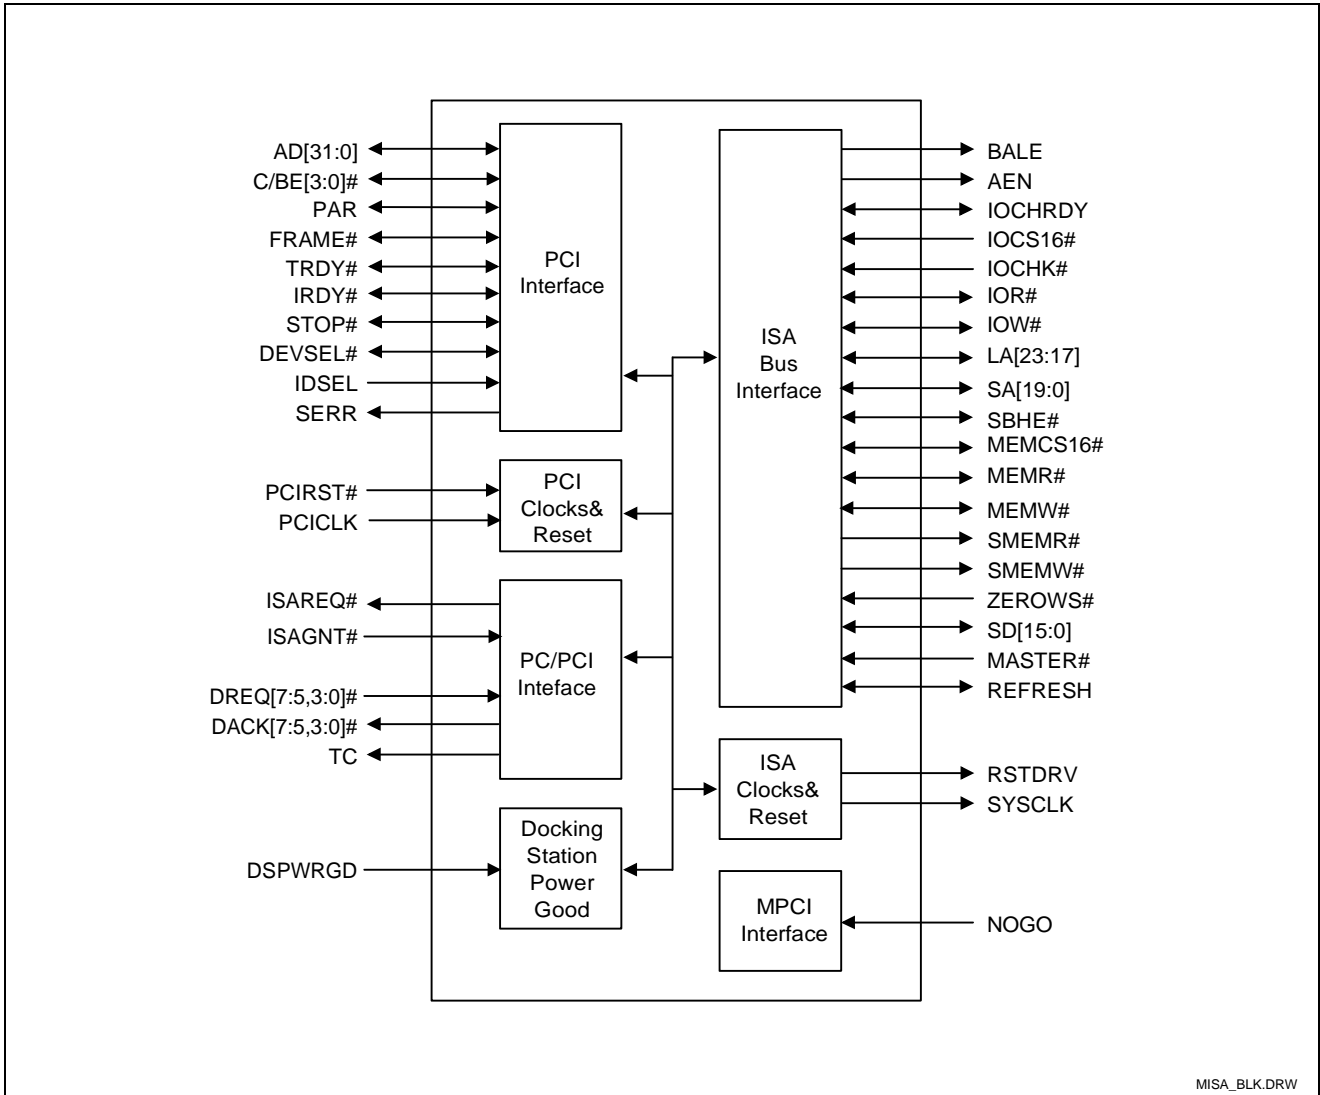 AD[31:0]
C/BE[3:0]#
PAR
FRAME#
TRDY#
IRDY#
STOP#
DEVSEL#
IDSEL
SERR
PCI
Interface
PCIRST#
PCICLK
PCI
Clocks&
Reset
ISAREQ#
ISAGNT#
DREQ[7:5,3:0]#
DACK[7:5,3:0]#
TC
PC/PCI
Inteface
DSPWRGD
Docking
Station
Power
Good
ISA
Bus
Interface
BALE
AEN
IOCHRDY
IOCS16#
IOCHK#
IOR#
IOW#
LA[23:17]
SA[19:0]
SBHE#
MEMCS16#
MEMR#
MEMW#
SMEMR#
SMEMW#
ZEROWS#
SD[15:0]
MASTER#
REFRESH
ISA
Clocks&
Reset
RSTDRV
SYSCLK
MPCI
Interface
NOGO
MISA_BLK.DRW